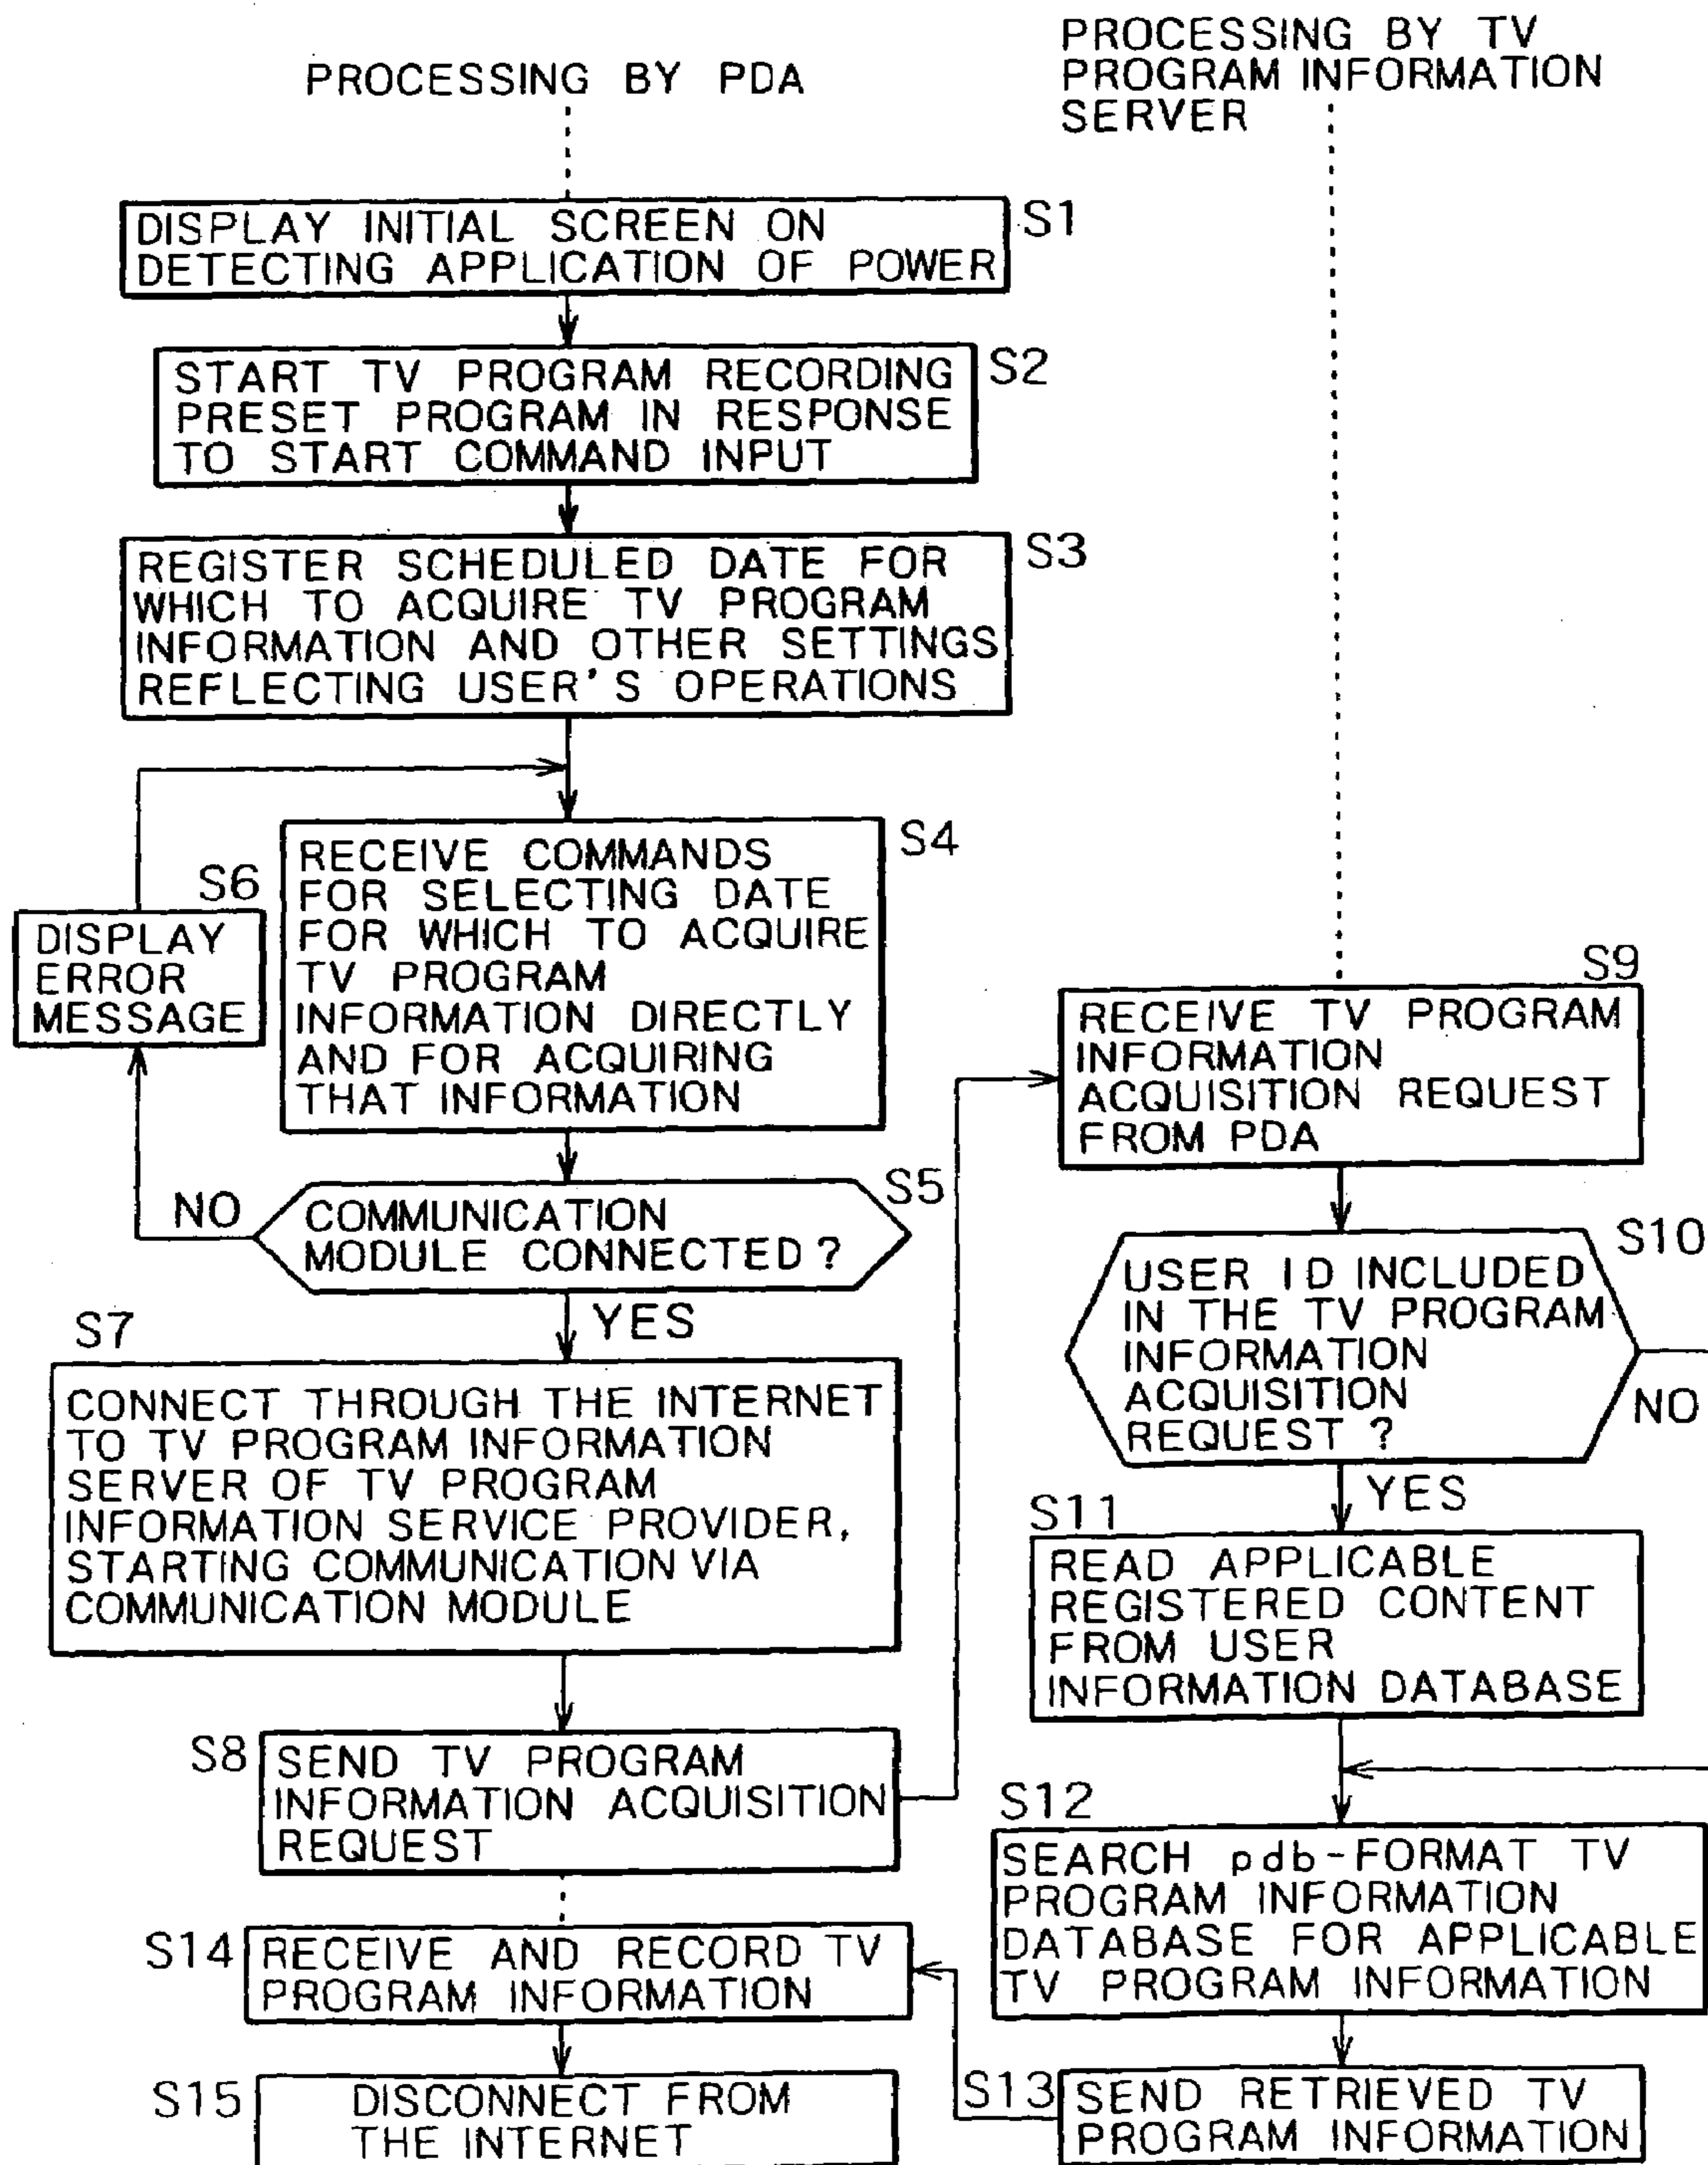 PROCESSING BY PDA
PROCESSING BY TV
PROGRAM INFORMATION
SERVER
S1
DISPLAY INITIAL SCREEN ON
DETECTING APPLICATION OF POWER
S2
START TV PROGRAM RECORDING
PRESET PROGRAM IN RESPONSE
TO START COMMAND INPUT
S3
REGISTER SCHEDULED DATE FOR
WHICH TO ACQUIRE TV PROGRAM
INFORMATION AND OTHER SETTINGS
REFLECTING USER'S OPERATIONS
S4
RECEIVE COMMANDS
FOR SELECTING DATE
FOR WHICH TO ACQUIRE
TV PROGRAM
INFORMATION DIRECTLY
AND FOR ACQUIRING
THAT INFORMATION
S6
DISPLAY
ERROR
MESSAGE
S5
NO
COMMUNICATION
MODULE CONNECTED?
YES
S7
CONNECT THROUGH THE INTERNET
TO TV PROGRAM INFORMATION
SERVER OF TV PROGRAM
INFORMATION SERVICE PROVIDER,
STARTING COMMUNICATION VIA
COMMUNICATION MODULE
S8
SEND TV PROGRAM
INFORMATION ACQUISITION
REQUEST
S9
RECEIVE TV PROGRAM
INFORMATION
ACQUISITION REQUEST
FROM PDA
S10
USER ID INCLUDED
IN THE TV PROGRAM
INFORMATION
ACQUISITION
REQUEST ?
NO
YES
S11
READ APPLICABLE
REGISTERED CONTENT
FROM USER
INFORMATION DATABASE
S12
SEARCH pdb-FORMAT TV
PROGRAM INFORMATION
DATABASE FOR APPLICABLE
TV PROGRAM INFORMATION
S13
SEND RETRIEVED TV
PROGRAM INFORMATION
S14
RECEIVE AND RECORD TV
PROGRAM INFORMATION
S15
DISCONNECT FROM
THE INTERNET